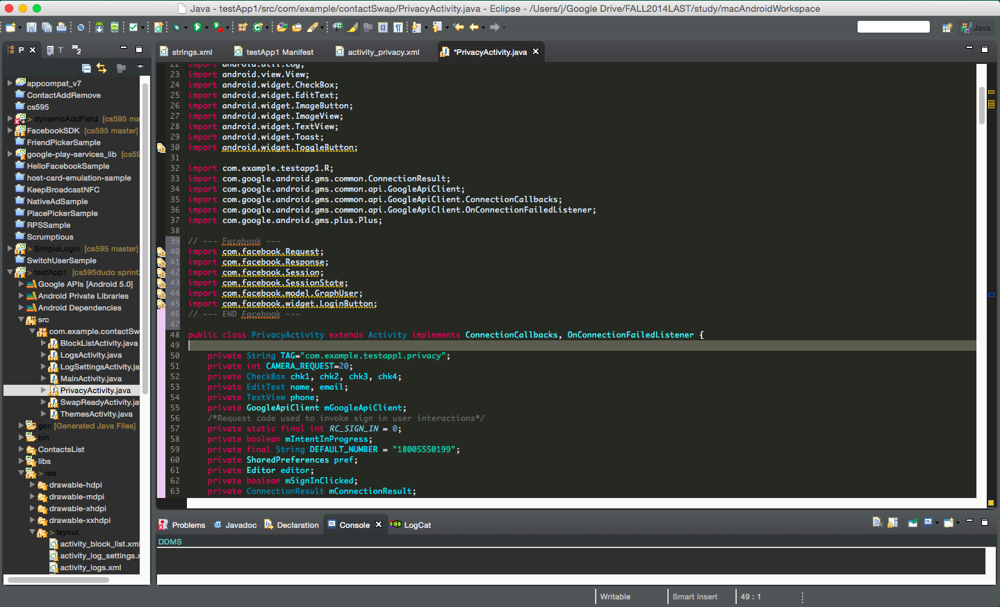 Java - testApp1/src/com/example/contactSwap/PrivacyActivity.java - Eclipse - /Users/j/Google Drive/FALL2014LAST/study/macAndroidWorkspace
Java
P
T
2
appcompat_v7
ContactAddRemove
cs595
> dynamicAddField [cs595 ma
FacebookSDK [cs595 master]
FriendPickerSample
google-play-services_lib [cs59
HelloFacebookSample
host-card-emulation-sample
KeepBroadcastNFC
NativeAdSample
PlacePickerSample
RPSSample
Scrumptious
> SimpleLogin [cs595 master]
SwitchUserSample
> testApp1 [cs595dudo sprint
Google APIs [Android 5.0]
Android Private Libraries
Android Dependencies
src
com.example.contactSw
BlockListActivity.java
LogsActivity.java
LogSettingsActivity.ja
MainActivity.java
PrivacyActivity.java
SwapReadyActivity.ja
ThemesActivity.java
gen [Generated Java Files]
bin
ContactsList
libs
> res
drawable-hdpi
drawable-mdpi
drawable-xhdpi
drawable-xxhdpi
> layout
activity_block_list.xml
activity_log_settings.x
activity_logs.xml
strings.xml
testApp1 Manifest
activity_privacy.xml
*PrivacyActivity.java
22 import android.util.Log;
23 import android.view.View;
24 import android.widget.CheckBox;
25 import android.widget.EditText;
26 import android.widget.ImageButton;
27 import android.widget.ImageView;
28 import android.widget.TextView;
29 import android.widget.Toast;
30 import android.widget.ToggleButton;
31
32 import com.example.testapp1.R;
33 import com.google.android.gms.common.ConnectionResult;
34 import com.google.android.gms.common.api.GoogleApiClient;
35 import com.google.android.gms.common.api.GoogleApiClient.ConnectionCallbacks;
36 import com.google.android.gms.common.api.GoogleApiClient.OnConnectionFailedListener;
37 import com.google.android.gms.plus.Plus;
38
39 // --- Facebook ---
40 import com.facebook.Request;
41 import com.facebook.Response;
42 import com.facebook.Session;
43 import com.facebook.SessionState;
44 import com.facebook.model.GraphUser;
45 import com.facebook.widget.LoginButton;
46 // --- END Facebook ---
47
48 public class PrivacyActivity extends Activity implements ConnectionCallbacks, OnConnectionFailedListener {
49
50 private String TAG="com.example.testapp1.privacy";
51 private int CAMERA_REQUEST=20;
52 private CheckBox chk1, chk2, chk3, chk4;
53 private EditText name, email;
54 private TextView phone;
55 private GoogleApiClient mGoogleApiClient;
56 /*Request code used to invoke sign in user interactions*/
57 private static final int RC_SIGN_IN = 0;
58 private boolean mIntentInProgress;
59 private final String DEFAULT_NUMBER = "18005550199";
60 private SharedPreferences pref;
61 private Editor editor;
62 private boolean mSignInClicked;
63 private ConnectionResult mConnectionResult;
Problems
Javadoc
Declaration
Console
LogCat
DDMS
Writable
Smart Insert
49 : 1